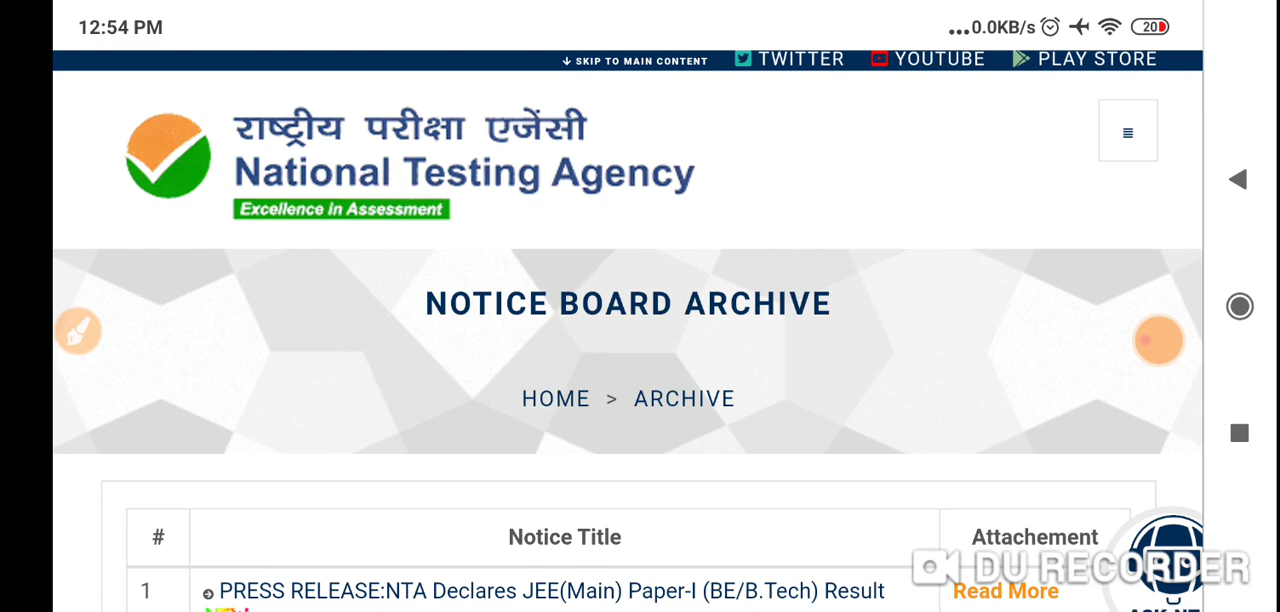 12:54 PM
...0.0KB/s
20
SKIP TO MAIN CONTENT
TWITTER
YOUTUBE
PLAY STORE
राष्ट्रीय परीक्षा एजेंसी
National Testing Agency
Excellence in Assessment
NOTICE BOARD ARCHIVE
HOME > ARCHIVE
# Notice Title Attachement
1 PRESS RELEASE:NTA Declares JEE(Main) Paper-I (BE/B.Tech) Result Read More
DU RECORDER